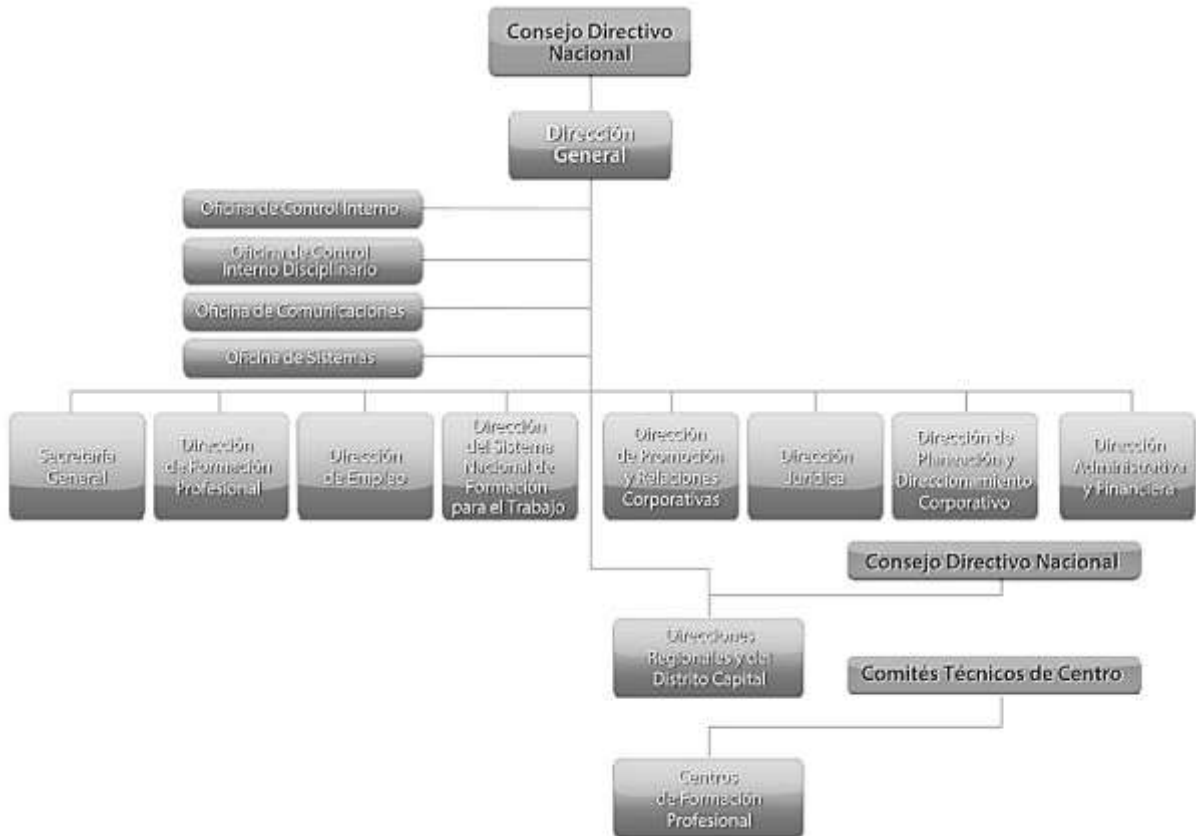 Consejo Directivo
Nacional
Dirección
General
Oficina de Control Interno
Oficina de Control
Interno Disciplinario
Oficina de Comunicaciones
Oficina de Sistemas
Secretaría
General
Dirección
de Formación
Profesional
Dirección
de Empleo
Dirección
del Sistema
Nacional de
Formación
para el Trabajo
Dirección
de Promoción
y Relaciones
Corporativas
Dirección
Jurídica
Dirección de
Planeación y
Direccionamiento
Corporativo
Dirección
Administrativa
y Financiera
Consejo Directivo Nacional
Direcciones
Regionales y del
Distrito Capital
Comités Técnicos de Centro
Centros
de Formación
Profesional